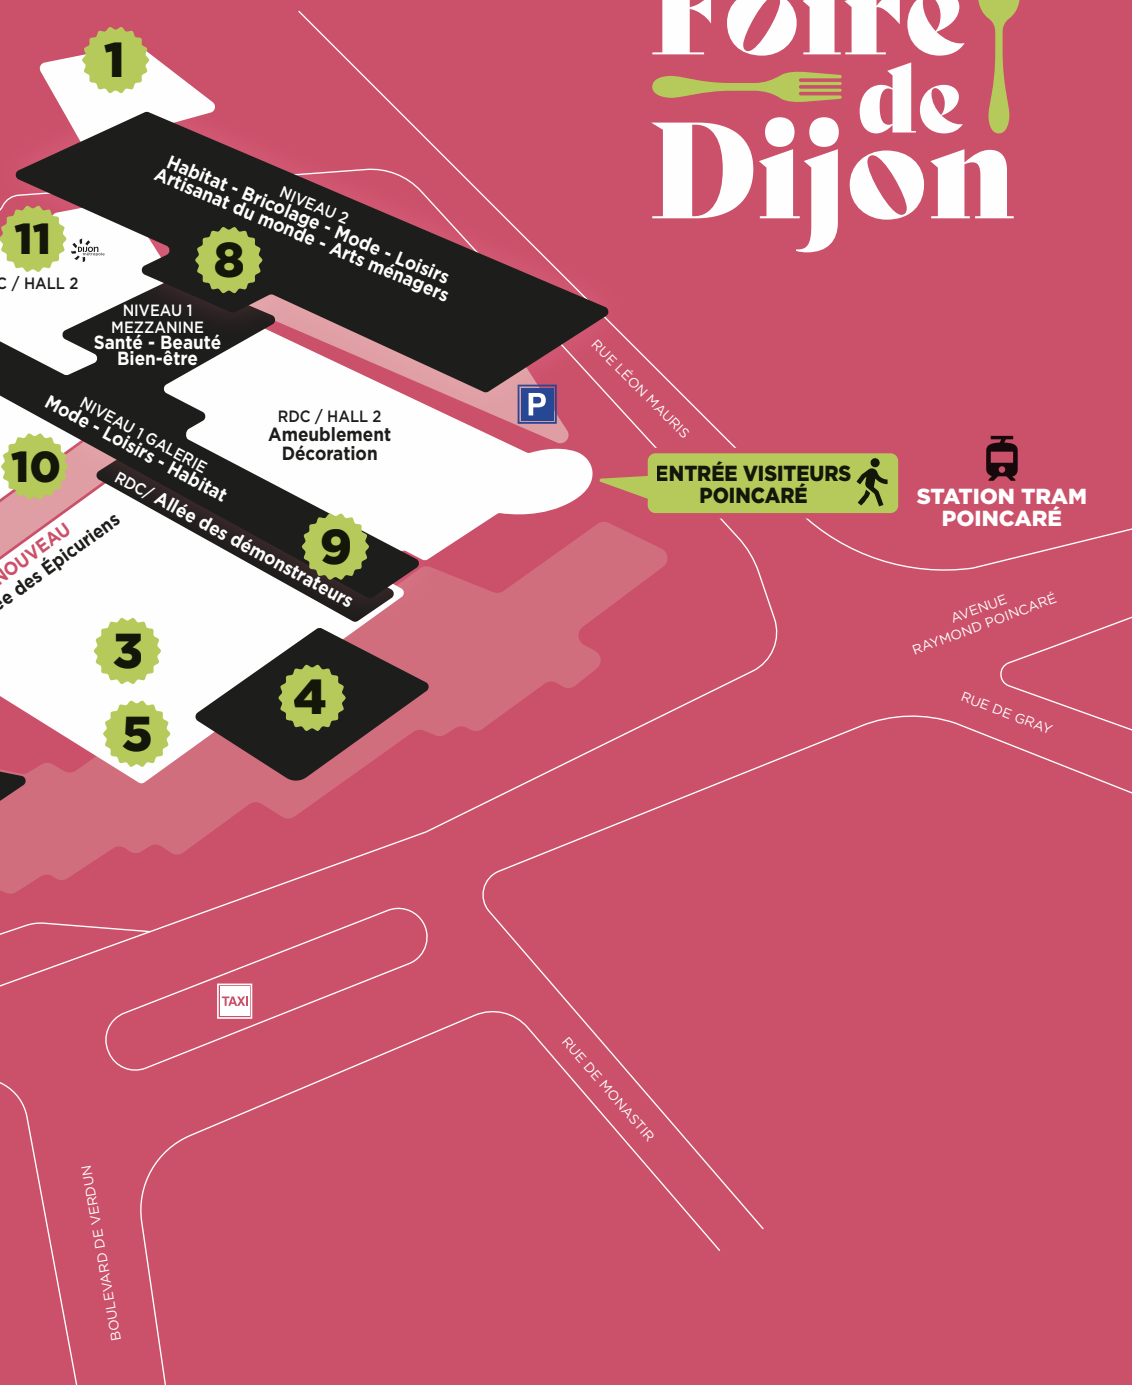 Foire
de
Dijon
1
NIVEAU 2
Habitat - Bricolage - Mode - Loisirs
Artisanat du monde - Arts ménagers
11
DIJON
métropole
8
/ HALL 2
NIVEAU 1
MEZZANINE
Santé - Beauté
Bien-être
RUE LÉON MAURIS
P
RDC / HALL 2
Ameublement
Décoration
NIVEAU 1 GALERIE
Mode - Loisirs - Habitat
10
RDC/ Allée des démonstrateurs
9
ENTRÉE VISITEURS
POINCARÉ
STATION TRAM
POINCARÉ
NOUVEAU
des Épicuriens
AVENUE
RAYMOND POINCARÉ
3
4
5
RUE DE GRAY
TAXI
RUE DE MONASTIR
BOULEVARD DE VERDUN